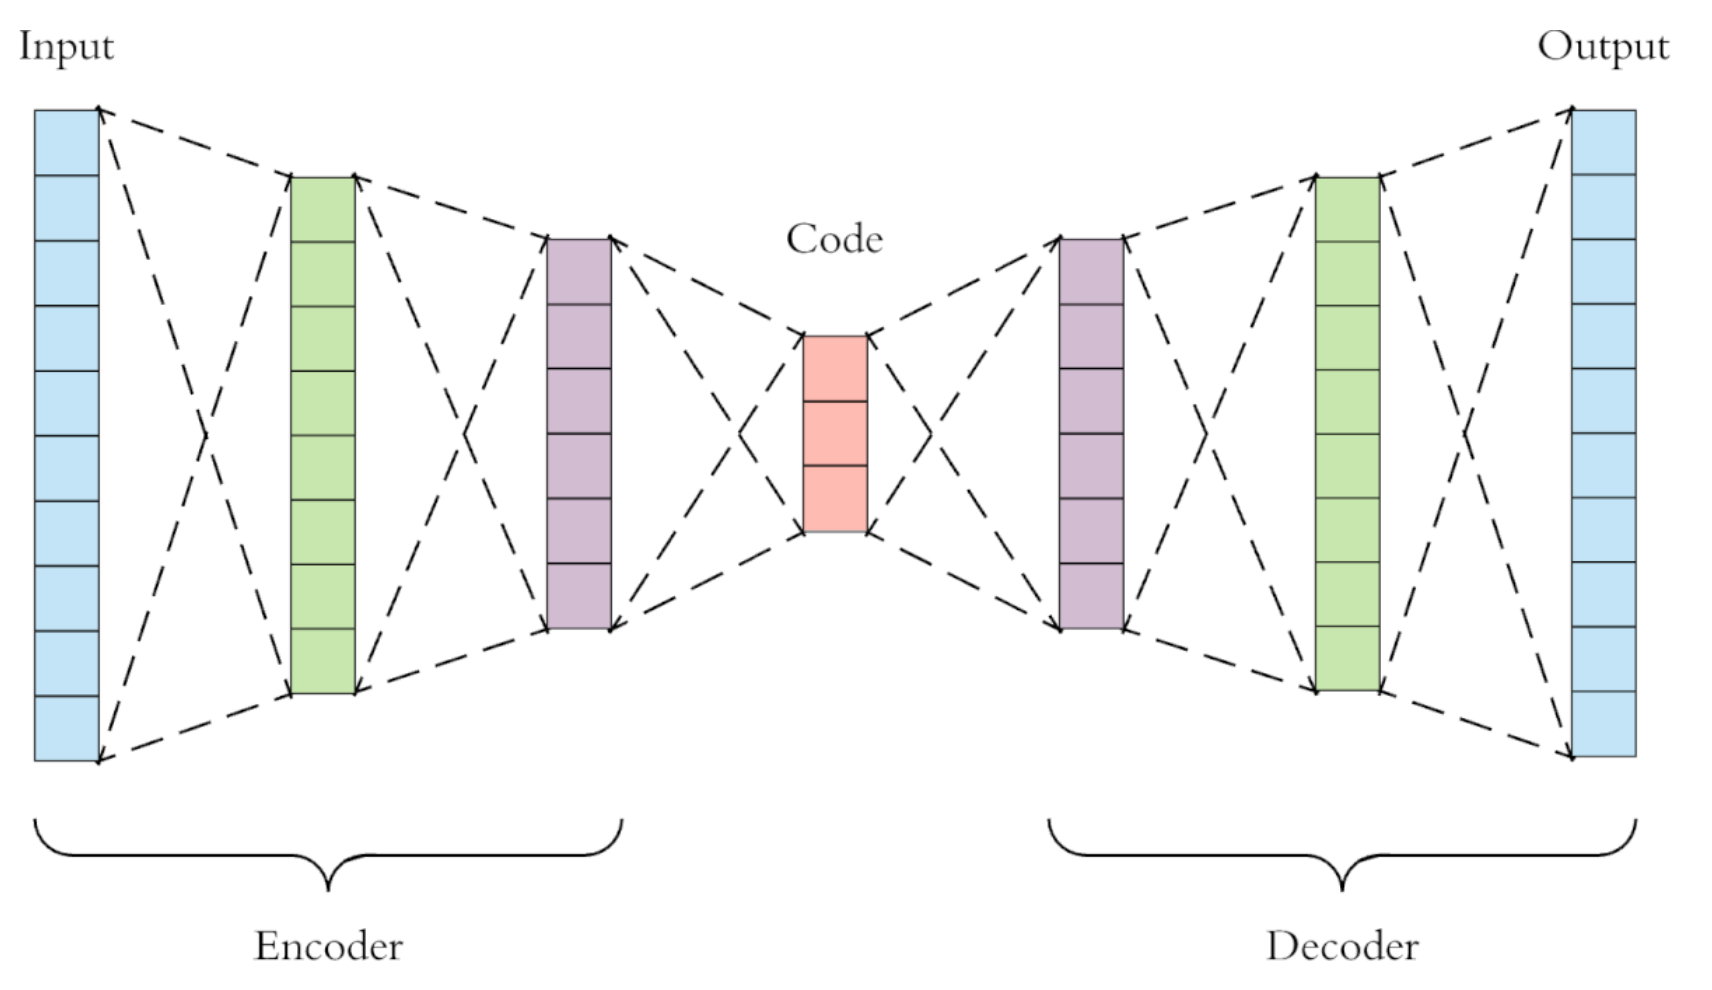 Input
Output
Code
Encoder
Decoder